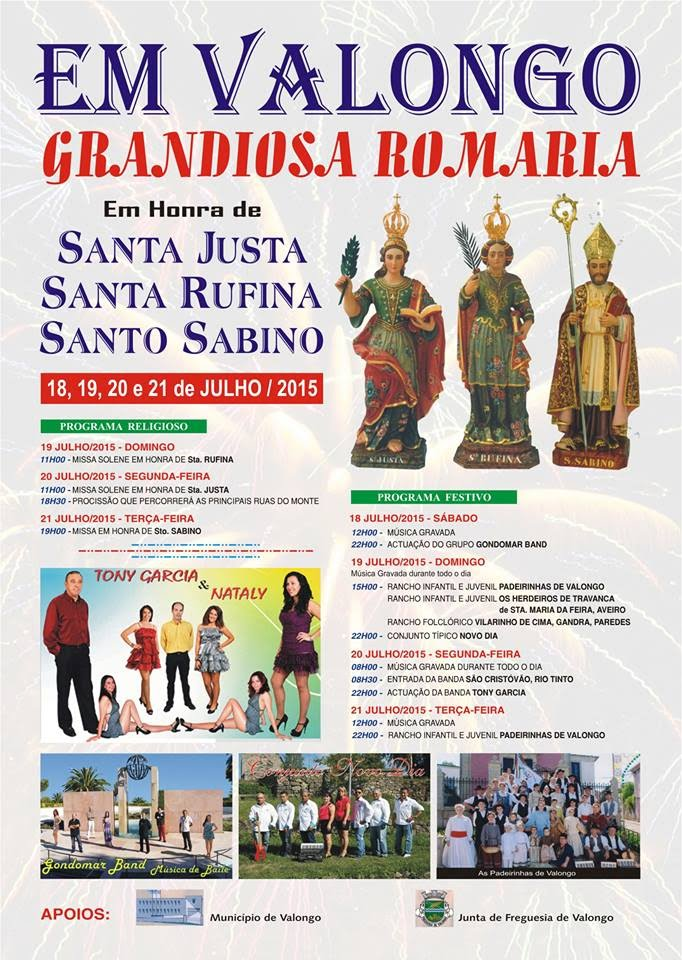 EM VALONGO
GRANDIOSA ROMARIA
Em Honra de
SANTA JUSTA
SANTA RUFINA
SANTO SABINO
18, 19, 20 e 21 de JULHO / 2015
Sta JUSTA
Sta RUFINA
S. SABINO
PROGRAMA RELIGIOSO
19 JULHO/2015 - DOMINGO
11H00 - MISSA SOLENE EM HONRA DE Sta. RUFINA
20 JULHO/2015 - SEGUNDA-FEIRA
11H00 - MISSA SOLENE EM HONRA DE Sta. JUSTA
18H30 - PROCISSÃO QUE PERCORRERÁ AS PRINCIPAIS RUAS DO MONTE
21 JULHO/2015 - TERÇA-FEIRA
19H00 - MISSA EM HONRA DE Sto. SABINO
PROGRAMA FESTIVO
18 JULHO/2015 - SÁBADO
12H00 - MÚSICA GRAVADA
22H00 - ACTUAÇÃO DO GRUPO GONDOMAR BAND
19 JULHO/2015 - DOMINGO
Música Gravada durante todo o dia
15H00 - RANCHO INFANTIL E JUVENIL PADEIRINHAS DE VALONGO
RANCHO INFANTIL E JUVENIL OS HERDEIROS DE TRAVANCA
de STA. MARIA DA FEIRA, AVEIRO
RANCHO FOLCLÓRICO VILARINHO DE CIMA, GANDRA, PAREDES
22H00 - CONJUNTO TÍPICO NOVO DIA
20 JULHO/2015 - SEGUNDA-FEIRA
08H00 - MÚSICA GRAVADA DURANTE TODO O DIA
08H30 - ENTRADA DA BANDA SÃO CRISTÓVÃO, RIO TINTO
22H00 - ACTUAÇÃO DA BANDA TONY GARCIA
21 JULHO/2015 - TERÇA-FEIRA
12H00 - MÚSICA GRAVADA
22H00 - RANCHO INFANTIL E JUVENIL PADEIRINHAS DE VALONGO
TONY GARCIA
& NATALY
Gondomar Band Musica de Baile
Conjunto Novo Dia
As Padeirinhas de Valongo
APOIOS:
Município de Valongo
Junta de Freguesia de Valongo